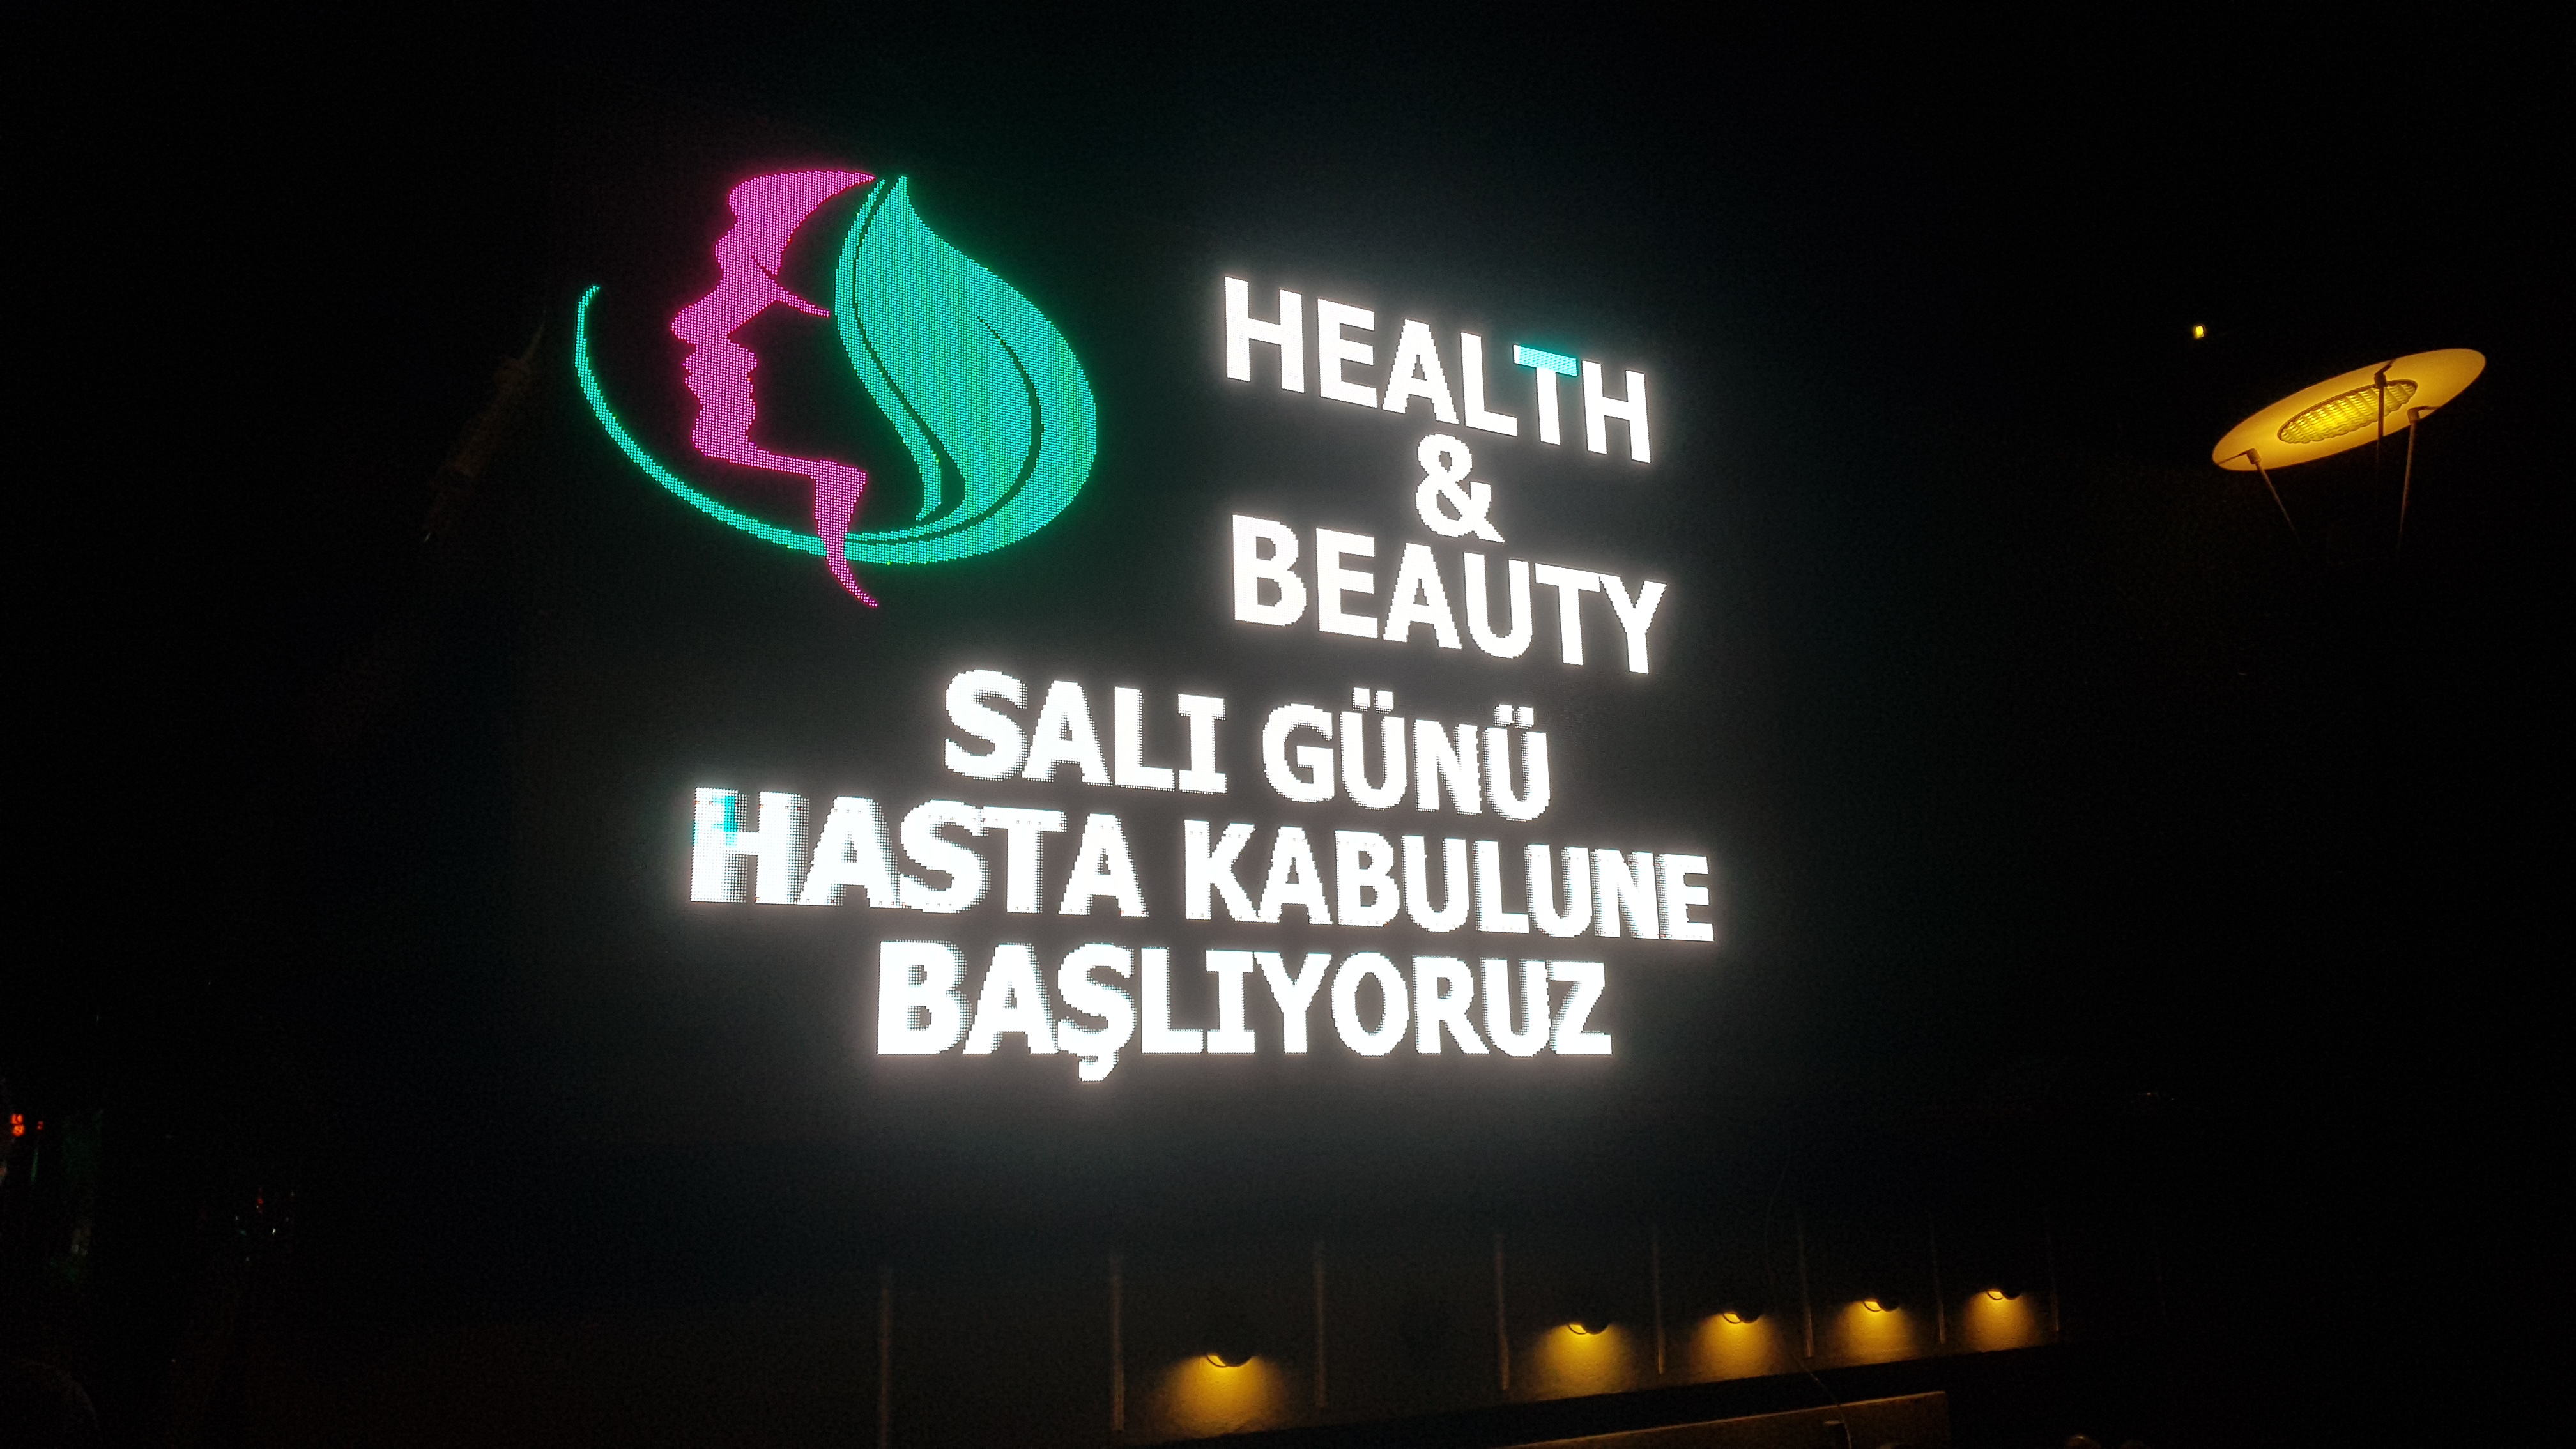 HEALTH
&
BEAUTY
SALI GÜNÜ
HASTA KABULUNE
BAŞLIYORUZ